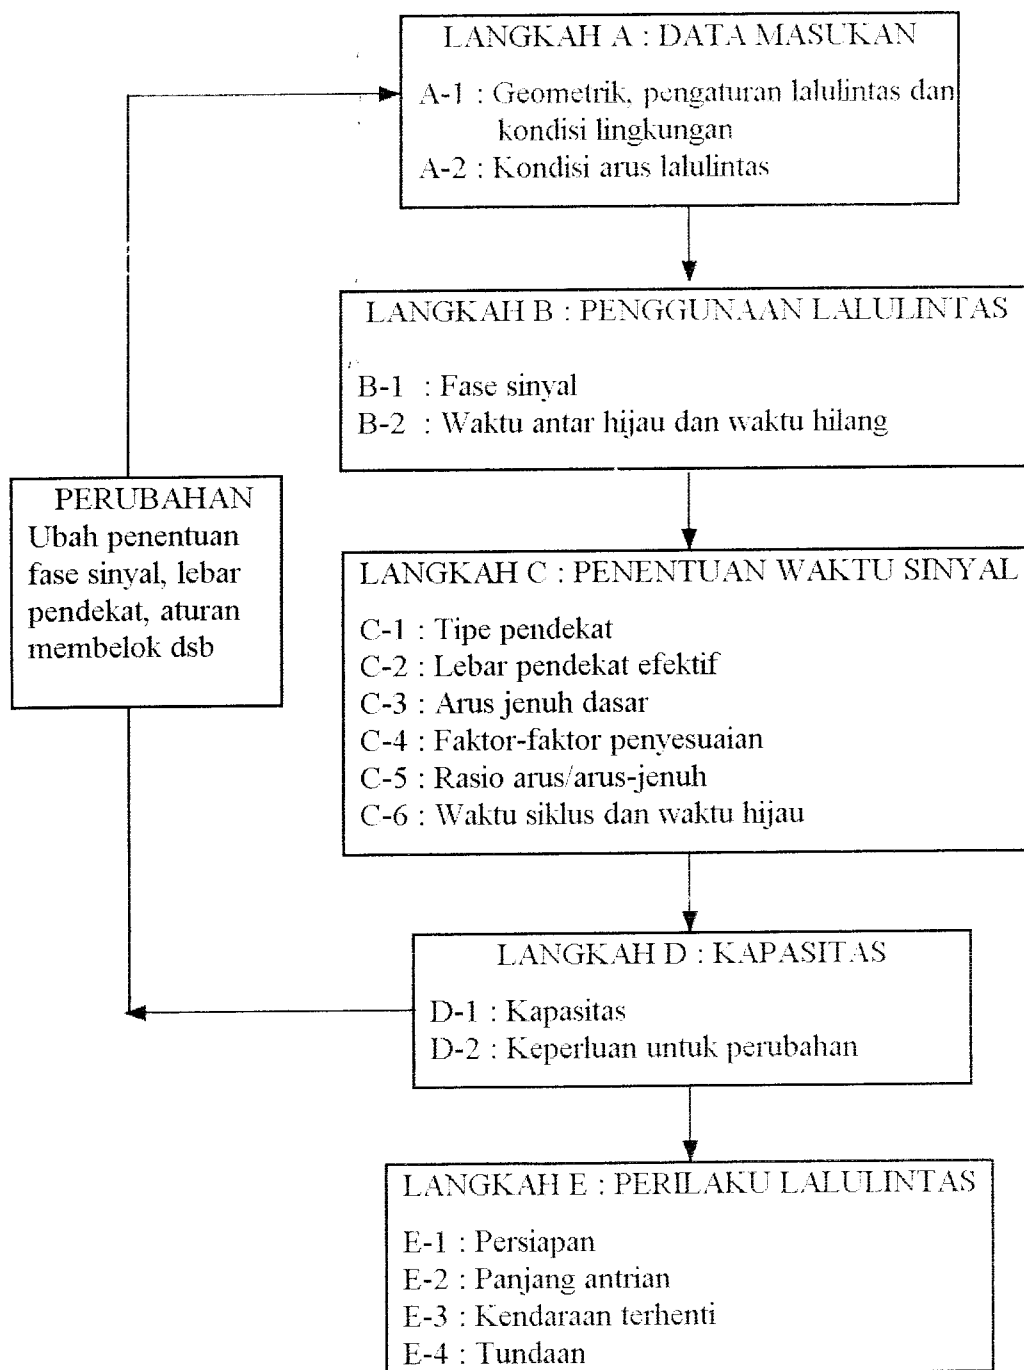 LANGKAH A : DATA MASUKAN
A-1 : Geometrik, pengaturan lalulintas dan
kondisi lingkungan
A-2 : Kondisi arus lalulintas
LANGKAH B : PENGGUNAAN LALULINTAS
B-1 : Fase sinyal
B-2 : Waktu antar hijau dan waktu hilang
PERUBAHAN
Ubah penentuan
fase sinyal, lebar
pendekat, aturan
membelok dsb
LANGKAH C : PENENTUAN WAKTU SINYAL
C-1 : Tipe pendekat
C-2 : Lebar pendekat efektif
C-3 : Arus jenuh dasar
C-4 : Faktor-faktor penyesuaian
C-5 : Rasio arus/arus-jenuh
C-6 : Waktu siklus dan waktu hijau
LANGKAH D : KAPASITAS
D-1 : Kapasitas
D-2 : Keperluan untuk perubahan
LANGKAH E : PERILAKU LALULINTAS
E-1 : Persiapan
E-2 : Panjang antrian
E-3 : Kendaraan terhenti
E-4 : Tundaan